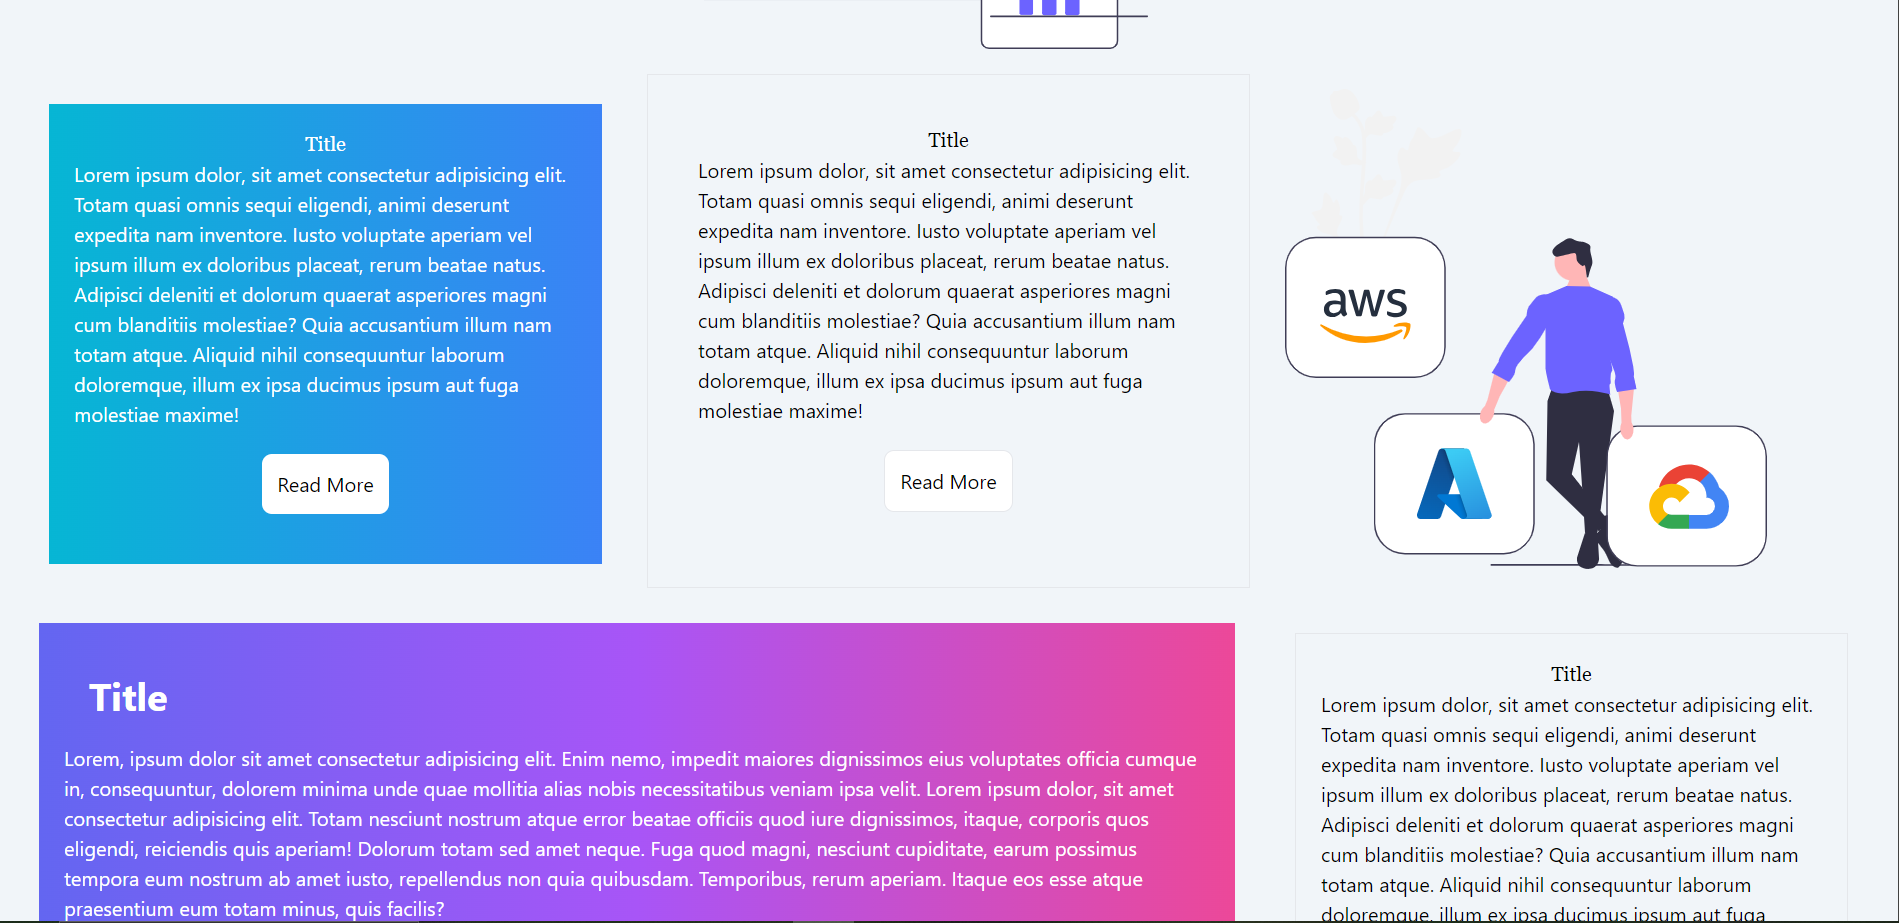 Title
Lorem ipsum dolor, sit amet consectetur adipisicing elit.
Totam quasi omnis sequi eligendi, animi deserunt
expedita nam inventore. Iusto voluptate aperiam vel
ipsum illum ex doloribus placeat, rerum beatae natus.
Adipisci deleniti et dolorum quaerat asperiores magni
cum blanditiis molestiae? Quia accusantium illum nam
totam atque. Aliquid nihil consequuntur laborum
doloremque, illum ex ipsa ducimus ipsum aut fuga
molestiae maxime!
Read More
Title
Lorem ipsum dolor, sit amet consectetur adipisicing elit.
Totam quasi omnis sequi eligendi, animi deserunt
expedita nam inventore. Iusto voluptate aperiam vel
ipsum illum ex doloribus placeat, rerum beatae natus.
Adipisci deleniti et dolorum quaerat asperiores magni
cum blanditiis molestiae? Quia accusantium illum nam
totam atque. Aliquid nihil consequuntur laborum
doloremque, illum ex ipsa ducimus ipsum aut fuga
molestiae maxime!
Read More
aws
Title
Lorem, ipsum dolor sit amet consectetur adipisicing elit. Enim nemo, impedit maiores dignissimos eius voluptates officia cumque
in, consequuntur, dolorem minima unde quae mollitia alias nobis necessitatibus veniam ipsa velit. Lorem ipsum dolor, sit amet
consectetur adipisicing elit. Totam nesciunt nostrum atque error beatae officiis quod iure dignissimos, itaque, corporis quos
eligendi, reiciendis quis aperiam! Dolorum totam sed amet neque. Fuga quod magni, nesciunt cupiditate, earum possimus
tempora eum nostrum ab amet iusto, repellendus non quia quibusdam. Temporibus, rerum aperiam. Itaque eos esse atque
praesentium eum totam minus, quis facilis?
Title
Lorem ipsum dolor, sit amet consectetur adipisicing elit.
Totam quasi omnis sequi eligendi, animi deserunt
expedita nam inventore. Iusto voluptate aperiam vel
ipsum illum ex doloribus placeat, rerum beatae natus.
Adipisci deleniti et dolorum quaerat asperiores magni
cum blanditiis molestiae? Quia accusantium illum nam
totam atque. Aliquid nihil consequuntur laborum
doloremque, illum ex ipsa ducimus ipsum aut fuga